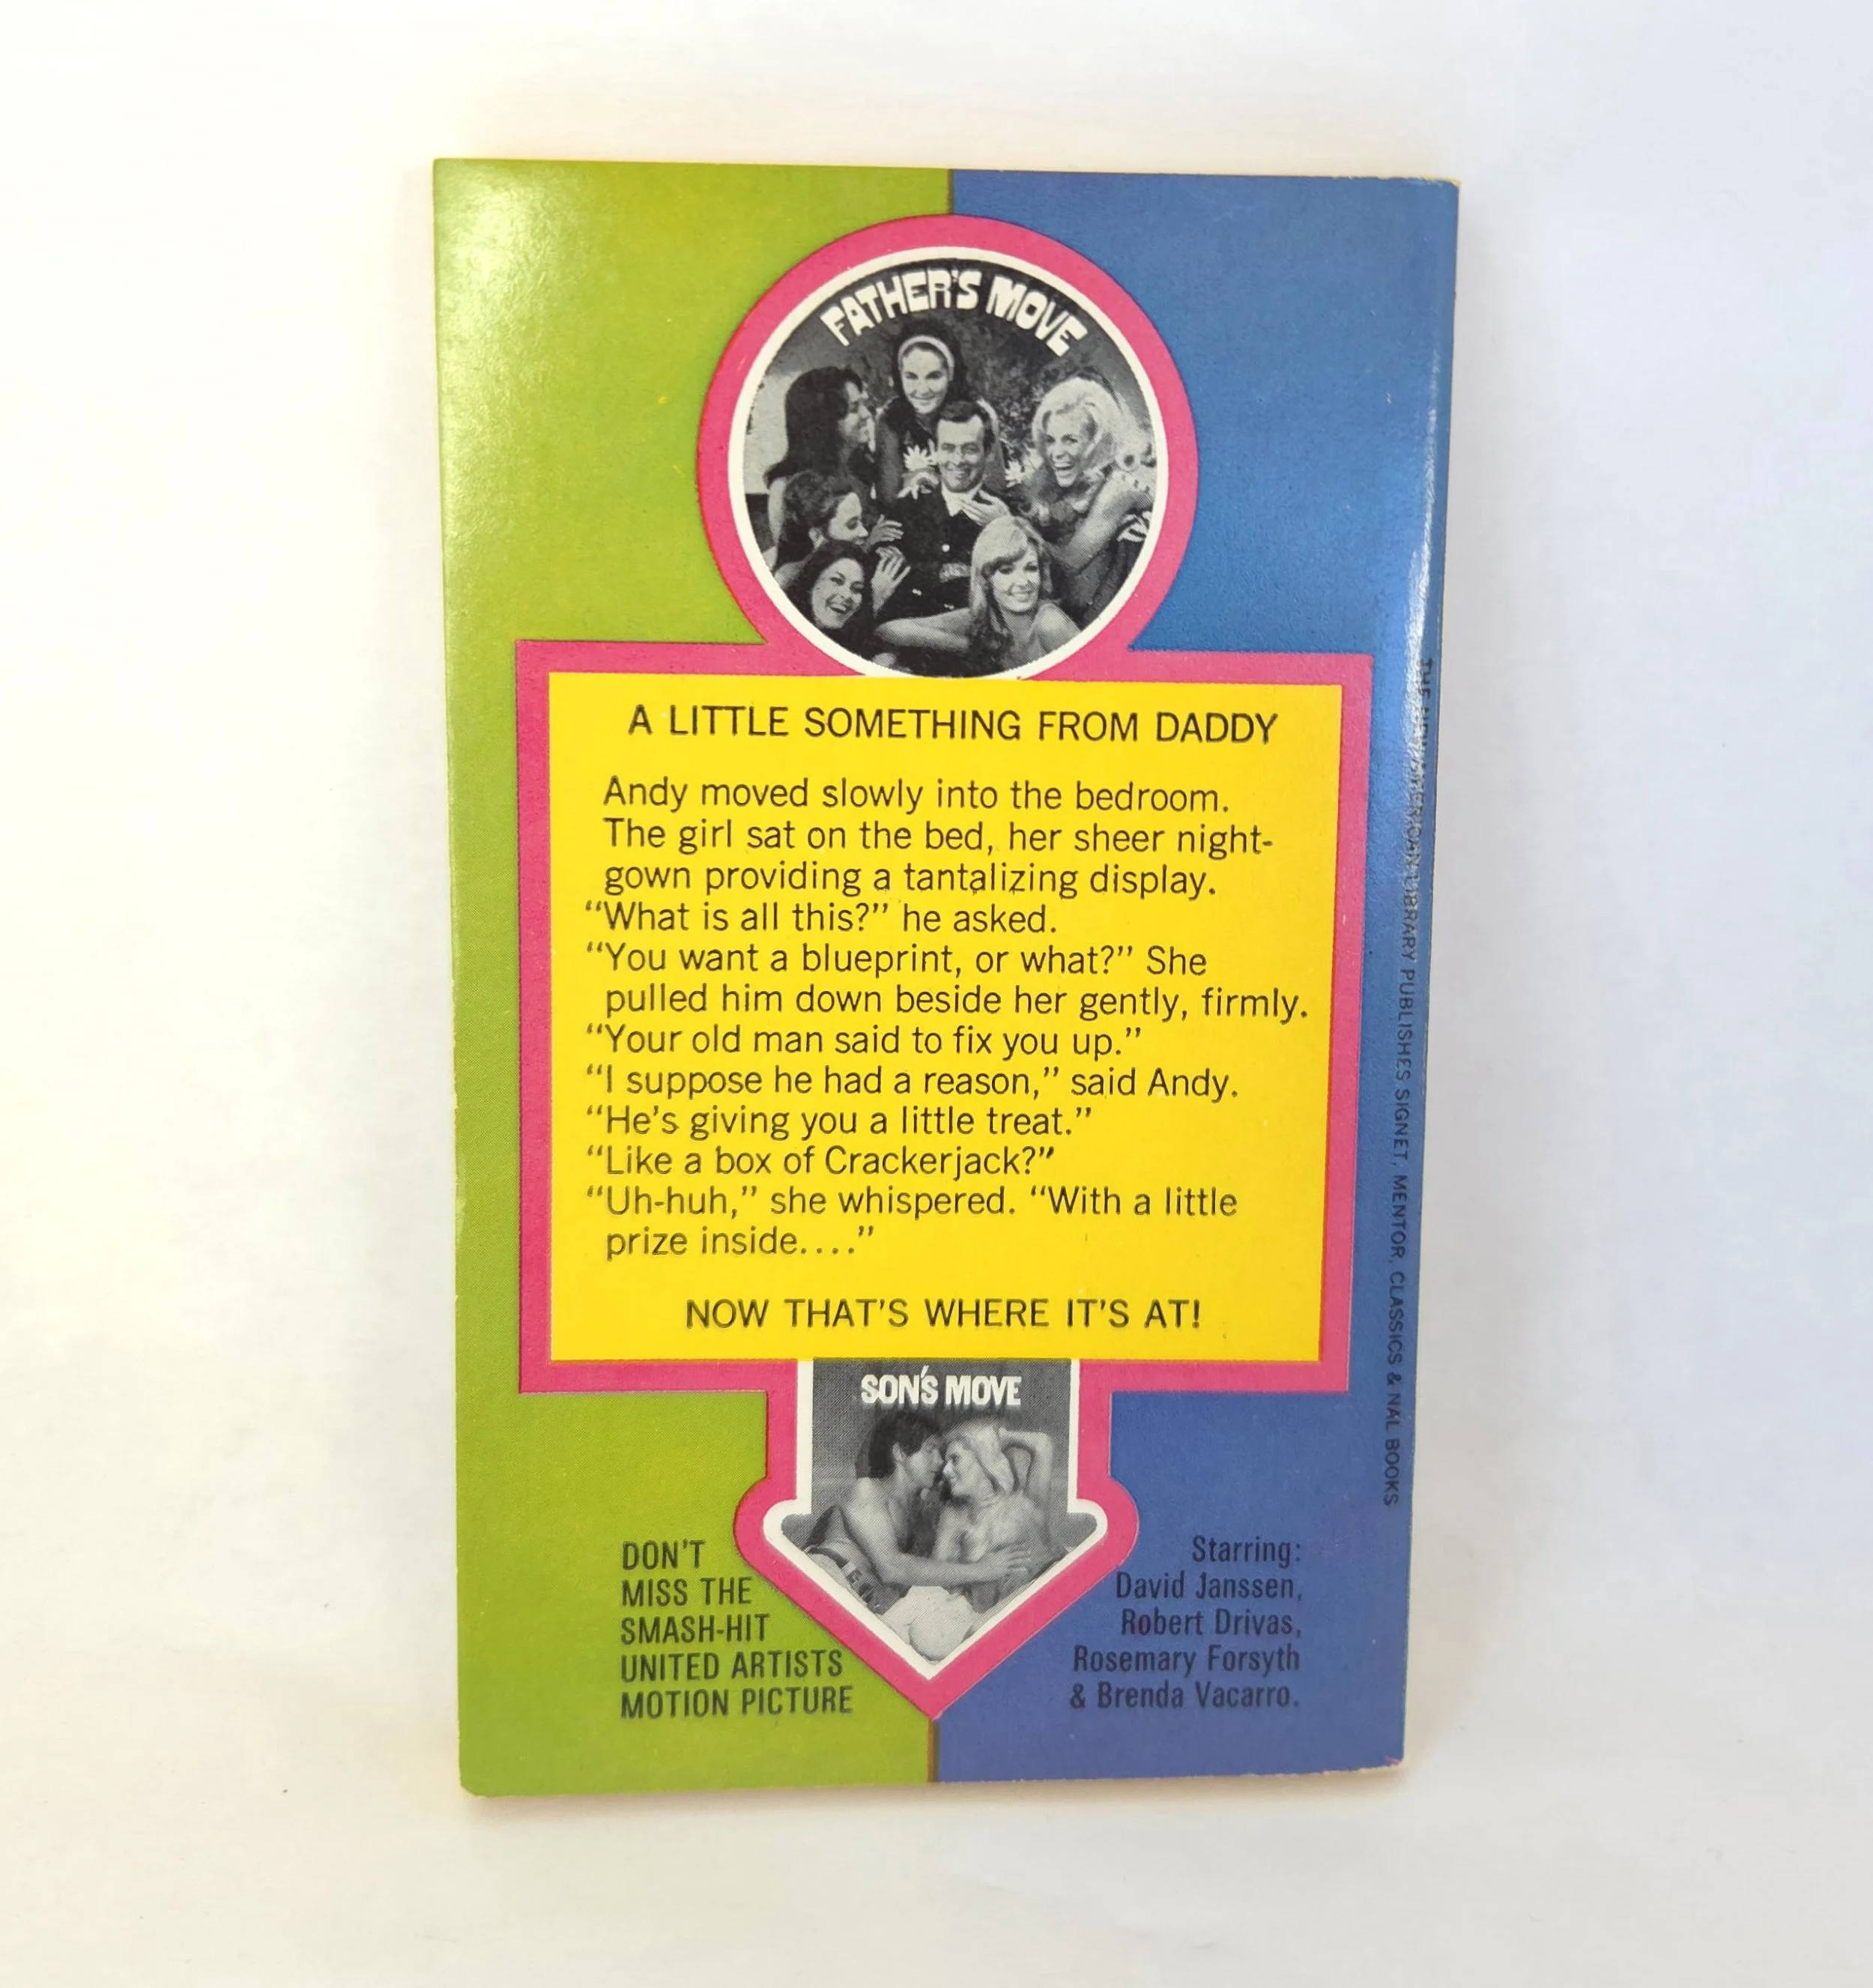 FATHER'S MOVE
A LITTLE SOMETHING FROM DADDY
Andy moved slowly into the bedroom.
The girl sat on the bed, her sheer night-
gown providing a tantalizing display.
“What is all this?” he asked.
“You want a blueprint, or what?” She
pulled him down beside her gently, firmly.
“Your old man said to fix you up.”
“I suppose he had a reason,” said Andy.
“He's giving you a little treat.”
“Like a box of Crackerjack?”
“Uh-huh,” she whispered. “With a little
prize inside....”
NOW THAT'S WHERE IT'S AT!
SON'S MOVE
DON'T
MISS THE
SMASH-HIT
UNITED ARTISTS
MOTION PICTURE
Starring:
David Janssen,
Robert Drivas,
Rosemary Forsyth
& Brenda Vacarro.
THE NEW AMERICAN LIBRARY PUBLISHES SIGNET, MENTOR, CLASSICS & NAL BOOKS